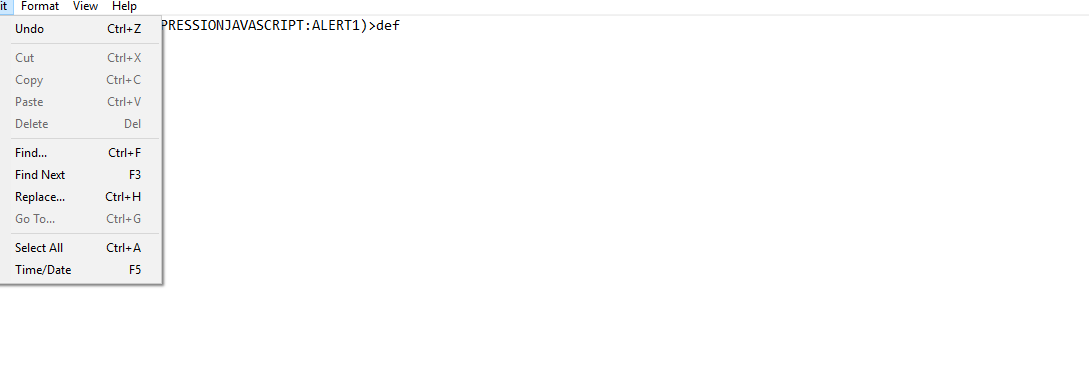 it Format View Help
PRESSIONJAVASCRIPT:ALERT1)>def
Undo Ctrl+Z
Cut Ctrl+X
Copy Ctrl+C
Paste Ctrl+V
Delete Del
Find... Ctrl+F
Find Next F3
Replace... Ctrl+H
Go To... Ctrl+G
Select All Ctrl+A
Time/Date F5